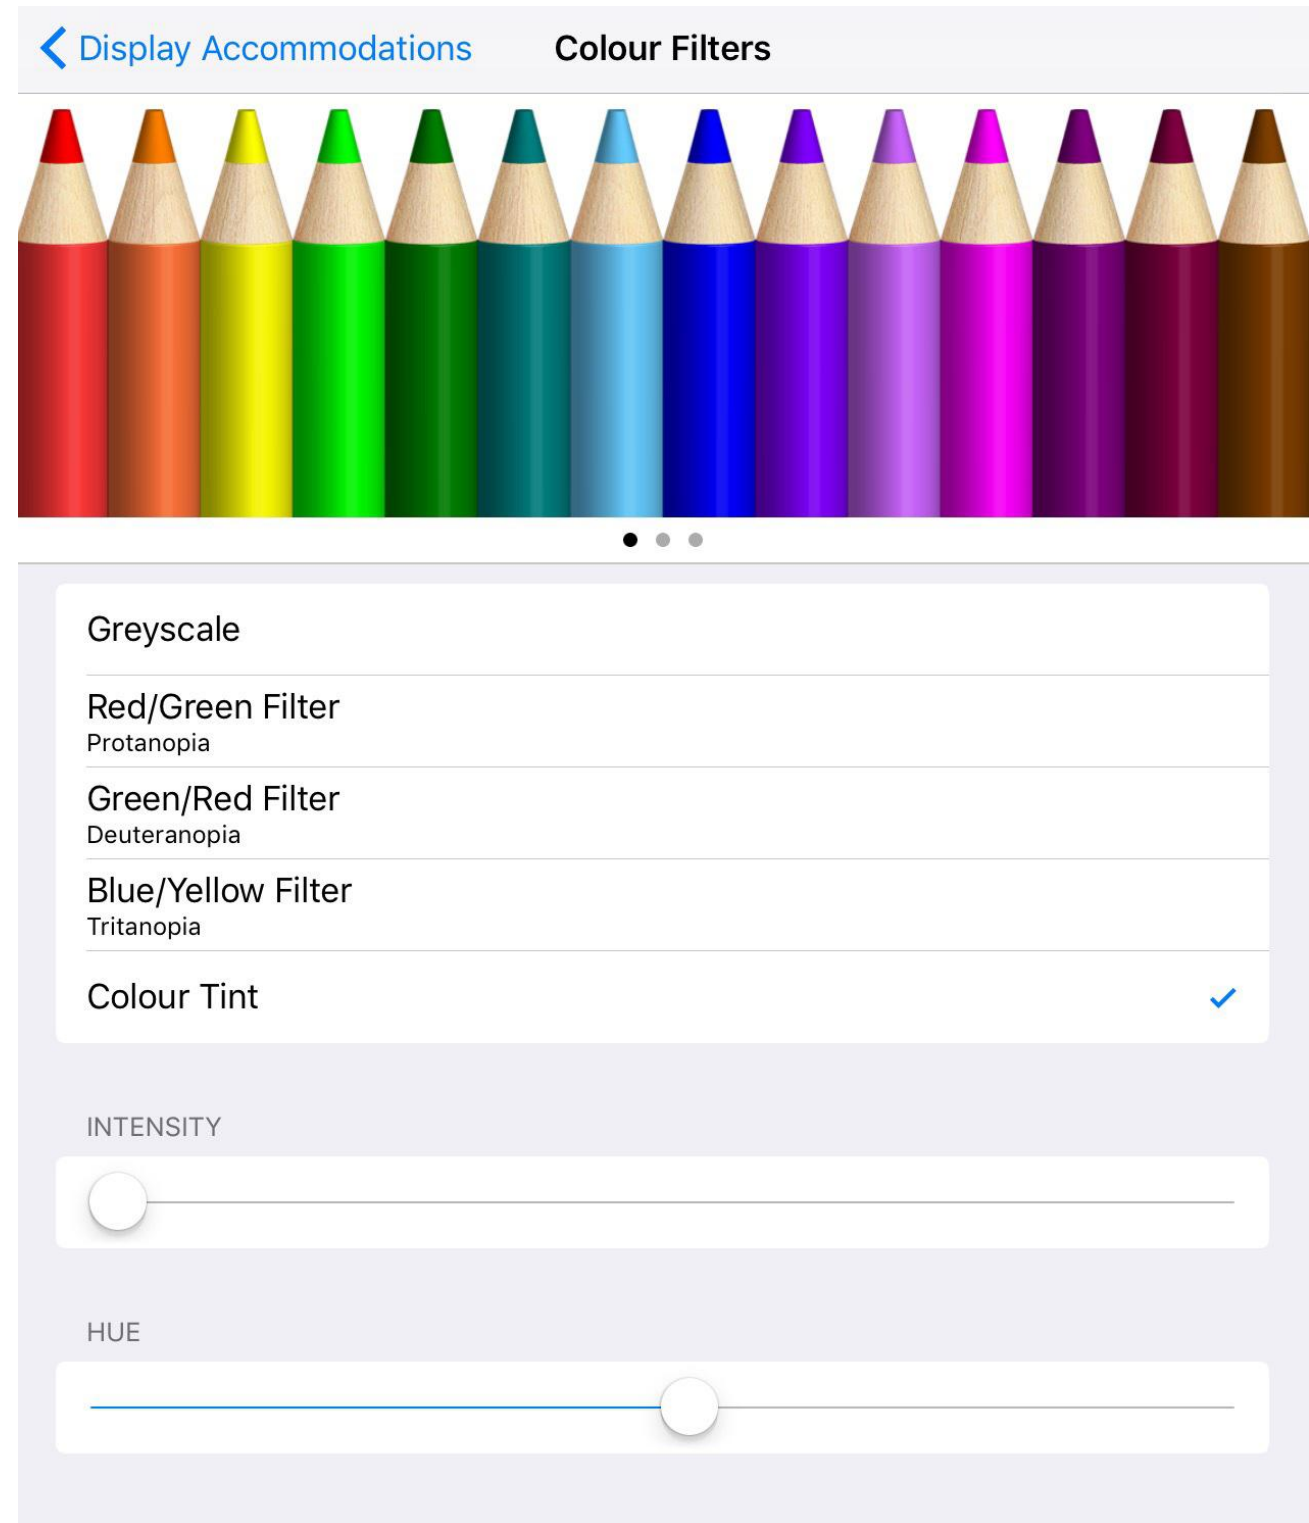 Display Accommodations
Colour Filters
Greyscale
Red/Green Filter
Protanopia
Green/Red Filter
Deuteranopia
Blue/Yellow Filter
Tritanopia
Colour Tint
INTENSITY
HUE